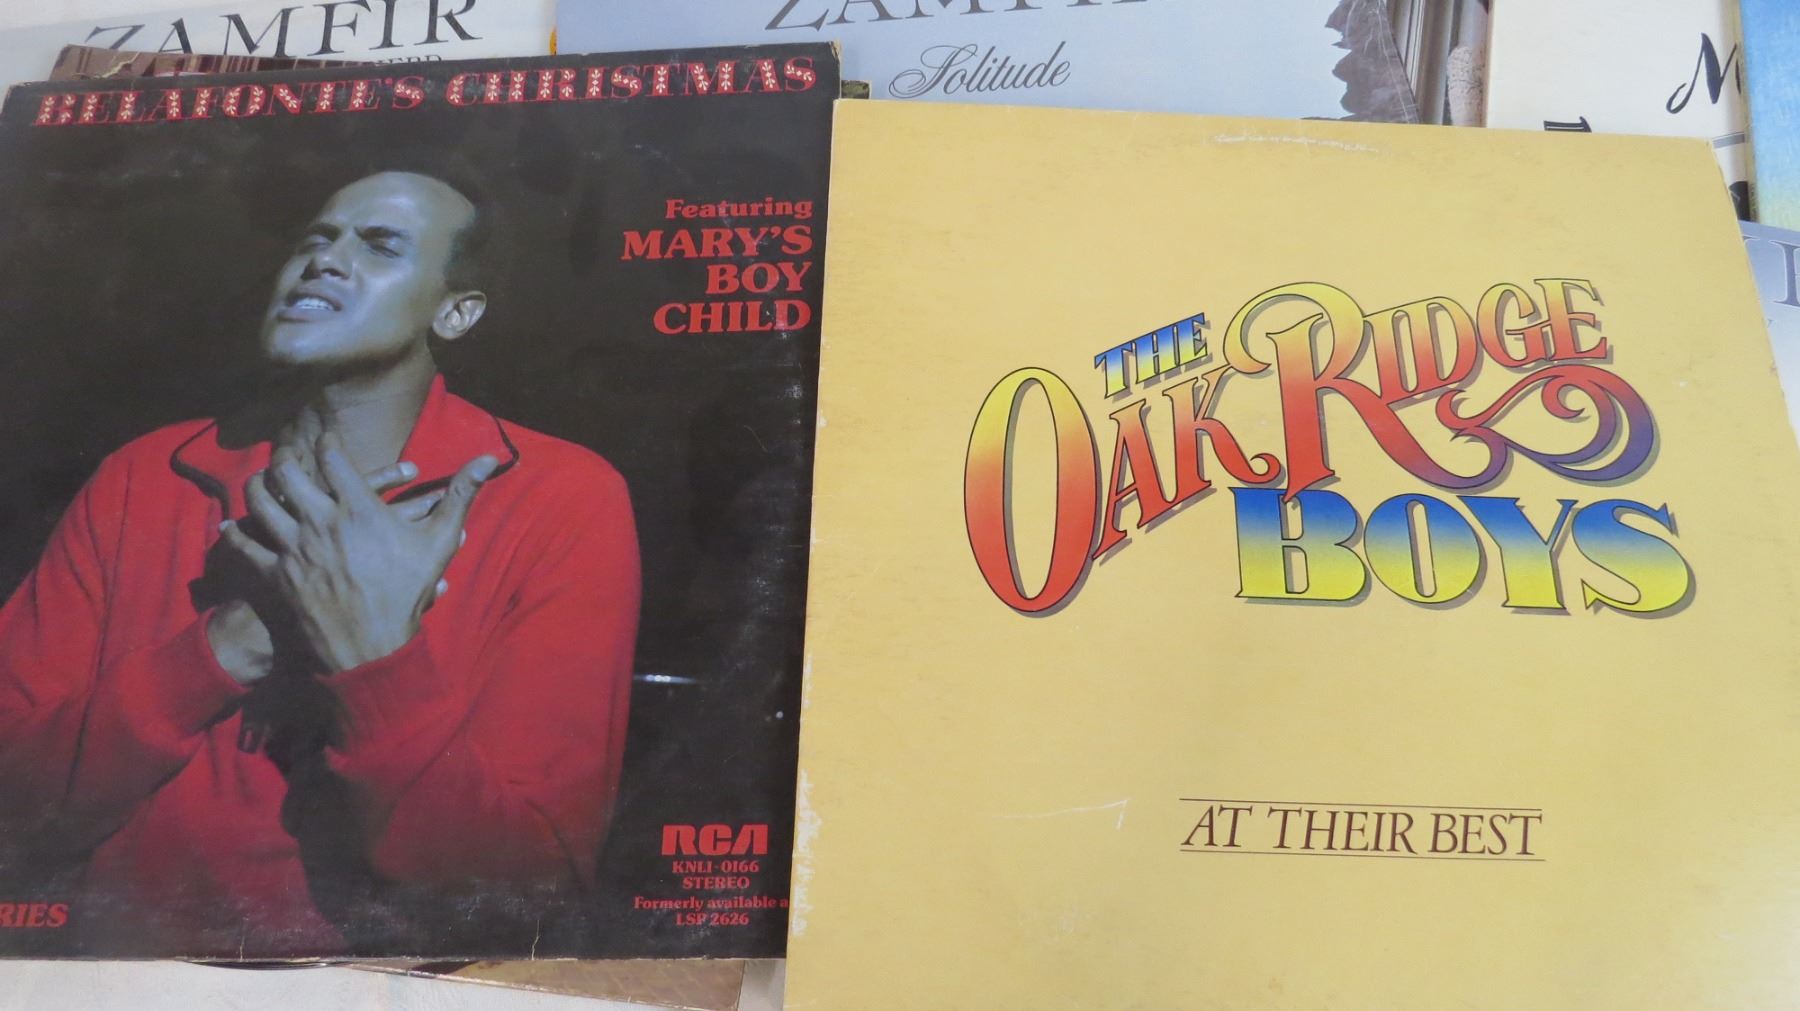 ZAMFIR
ZAMFIR
Solitude
BELAFONTE'S CHRISTMAS
Featuring
MARY'S
BOY
CHILD
RCA
KNLI-0166
STEREO
Formerly available a
LSP 2626
RIES
THE
OAK RIDGE
BOYS
AT THEIR BEST